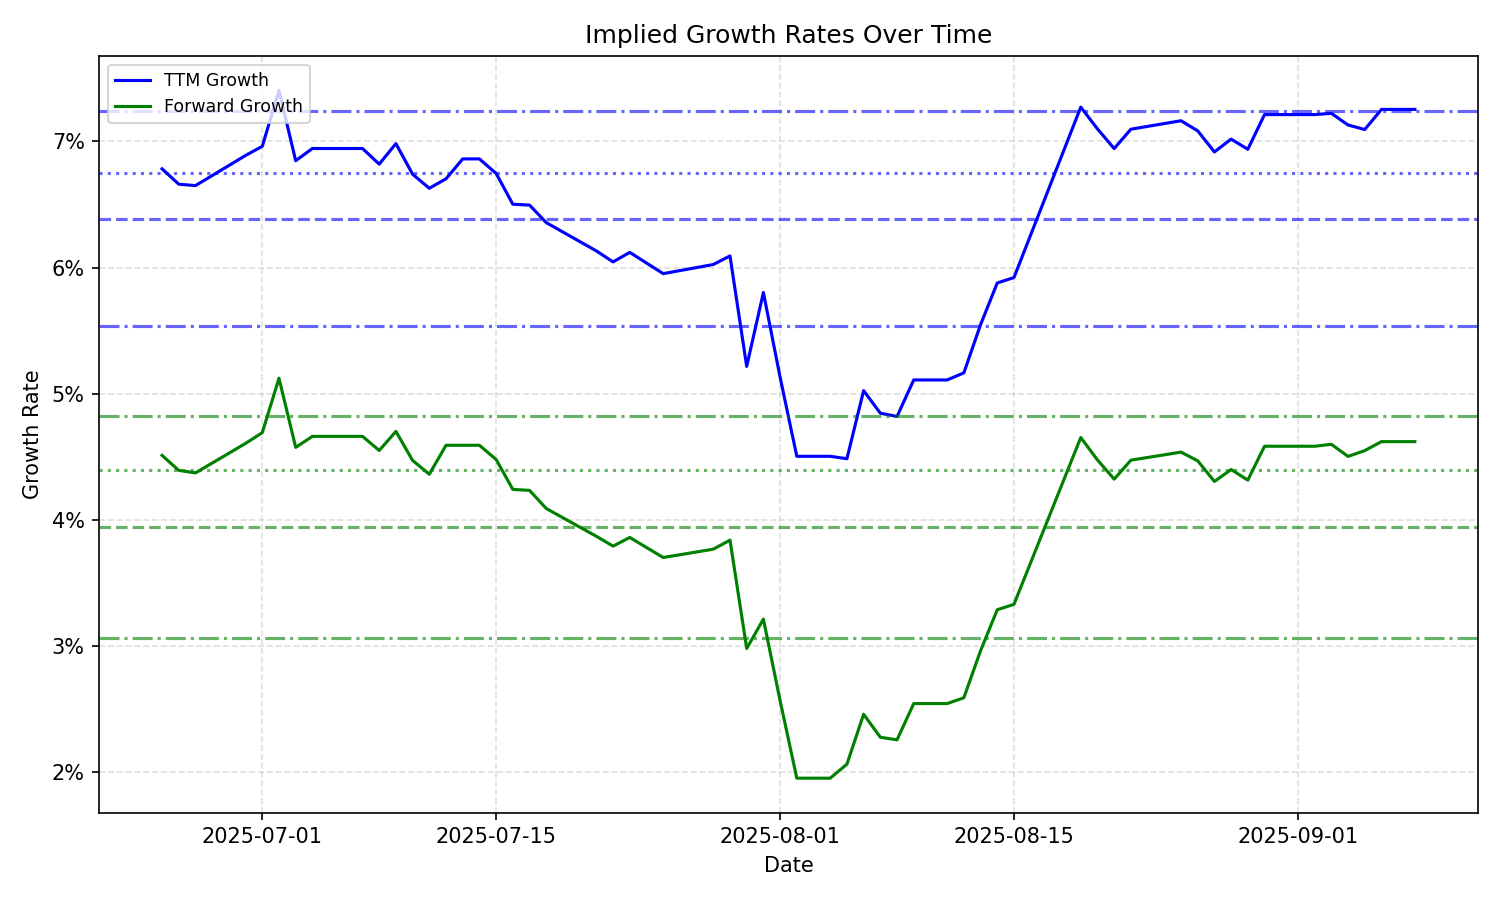 Implied Growth Rates Over Time
TTM Growth
Forward Growth
7%
6%
5%
4%
3%
2%
Growth Rate
2025-07-01
2025-07-15
2025-08-01
2025-08-15
2025-09-01
Date